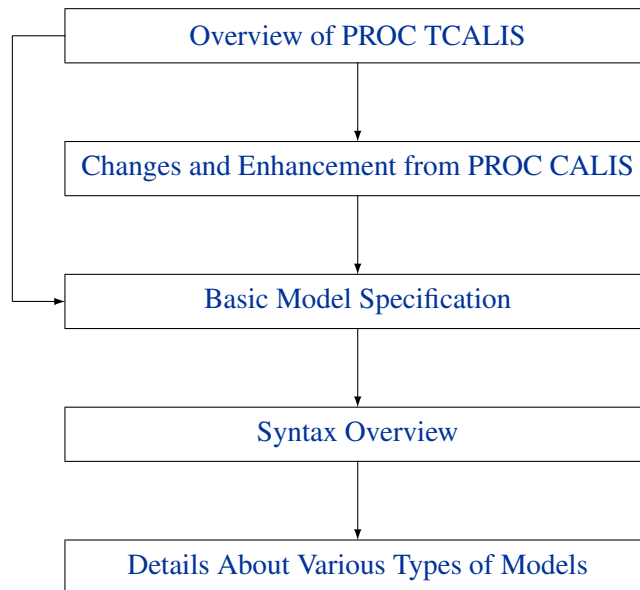 Overview of PROC TCALIS
Changes and Enhancement from PROC CALIS
Basic Model Specification
Syntax Overview
Details About Various Types of Models